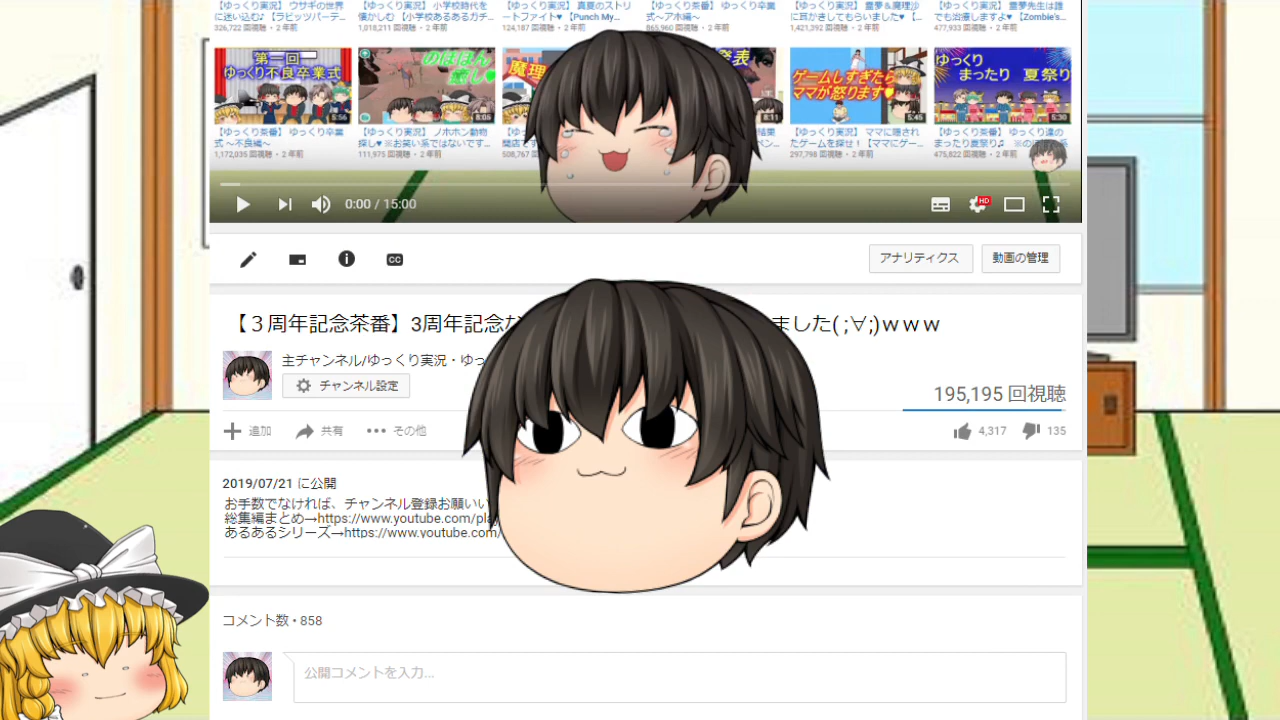 【ゆっくり実況】 ウサギの世界
に迷い込む♪【ラビッツパーテ...
326,722 回視聴・2 年前
【ゆっくり実況】 小学校時代を
懐かしむ 【小学校あるあるガチ...
1,018,211 回視聴・2 年前
【ゆっくり実況】 真夏のストリ
ートファイト♥ 【Punch My...
124,187 回視聴・2 年前
【ゆっくり茶番】 ゆっくり卒業
式 〜ア木編〜
865,960 回視聴・2 年前
【ゆっくり実況】 霊夢&魔理沙
に耳かきしてもらいました♥【...
1,421,392 回視聴・2 年前
【ゆっくり実況】 霊夢先生は誰
でも治療しますよ♥【Zombie's...
477,933 回視聴・2 年前
第一回
ゆっくり不良卒業式
5:56
のほほん
癒し♥
8:05
魔理
発表
8:11
ゲームしすぎたら
ママが怒ります♥
5:45
ゆっくり
まったり 夏祭り
5:30
【ゆっくり茶番】 ゆっくり卒業
式 〜不良編〜
1,172,035 回視聴・2 年前
【ゆっくり実況】 ノホホン動物
探し♥ ※お笑い系ではないです...
111,975 回視聴・2 年前
【ゆっ
開店で
508,767 回
結果
ペン...
【ゆっくり実況】 ママに隠され
たゲームを探せ！【ママにゲー...
297,798 回視聴・2 年前
【ゆっくり茶番】 ゆっくり達の
まったり夏祭り♫
475,822 回視聴・2 年前
0:00 / 15:00
HD
CC
アナリティクス
動画の管理
【３周年記念茶番】3周年記念
ました( ;∀;)ｗｗｗ
主チャンネル/ゆっくり実況・ゆっ
チャンネル設定
195,195 回視聴
追加
共有
その他
4,317
135
2019/07/21 に公開
お手数でなければ、チャンネル登録お願いい
総集編まとめ→https://www.youtube.com/play
あるあるシリーズ→https://www.youtube.com/
コメント数 • 858
公開コメントを入力...